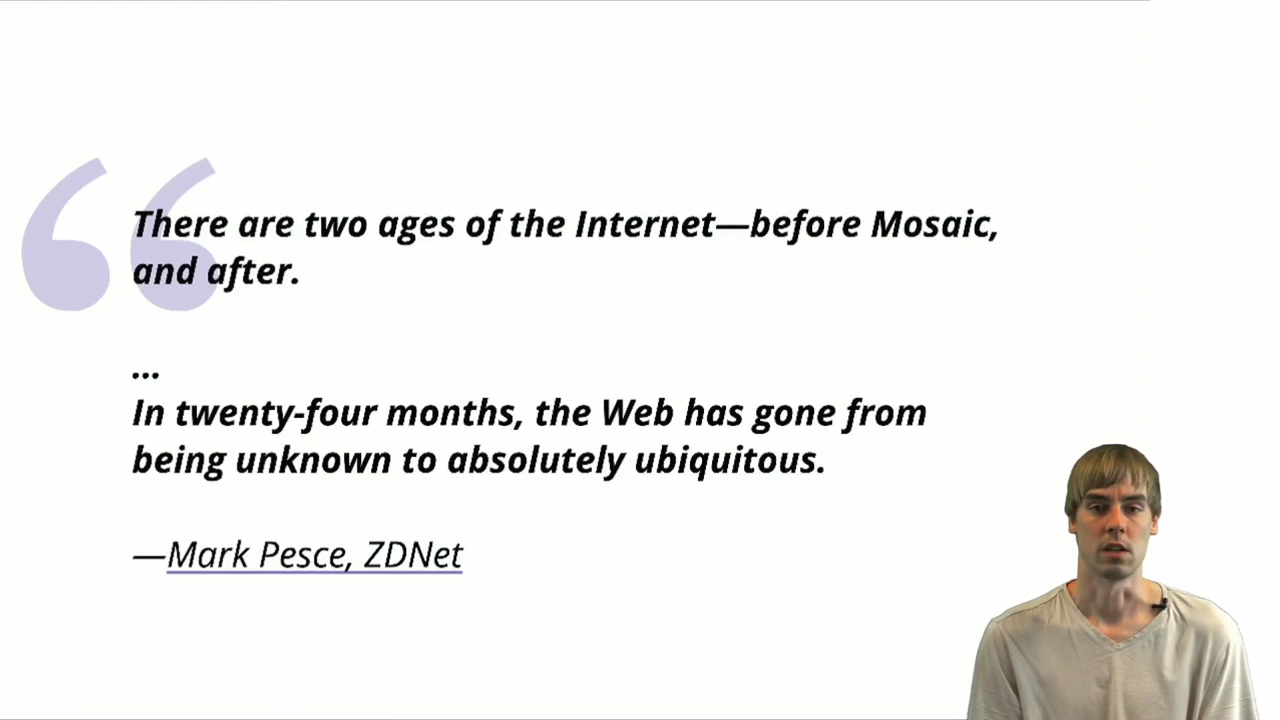 There are two ages of the Internet—before Mosaic,
and after.
...
In twenty-four months, the Web has gone from
being unknown to absolutely ubiquitous.
—Mark Pesce, ZDNet